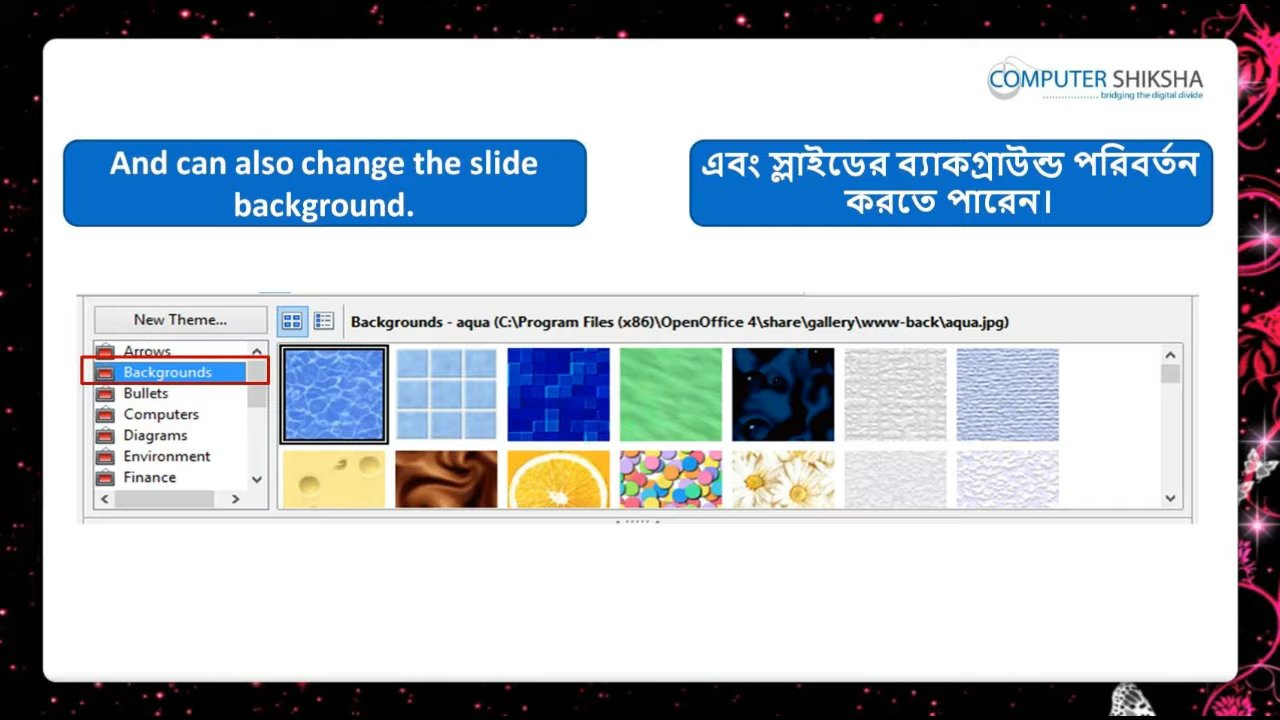 COMPUTER SHIKSHA
bridging the digital divide
And can also change the slide
background.
এবং স্লাইডের ব্যাকগ্রাউন্ড পরিবর্তন
করতে পারেন।
New Theme...
Backgrounds - aqua (C:\Program Files (x86)\OpenOffice 4\share\gallery\www-back\aqua.jpg)
Arrows
Backgrounds
Bullets
Computers
Diagrams
Environment
Finance